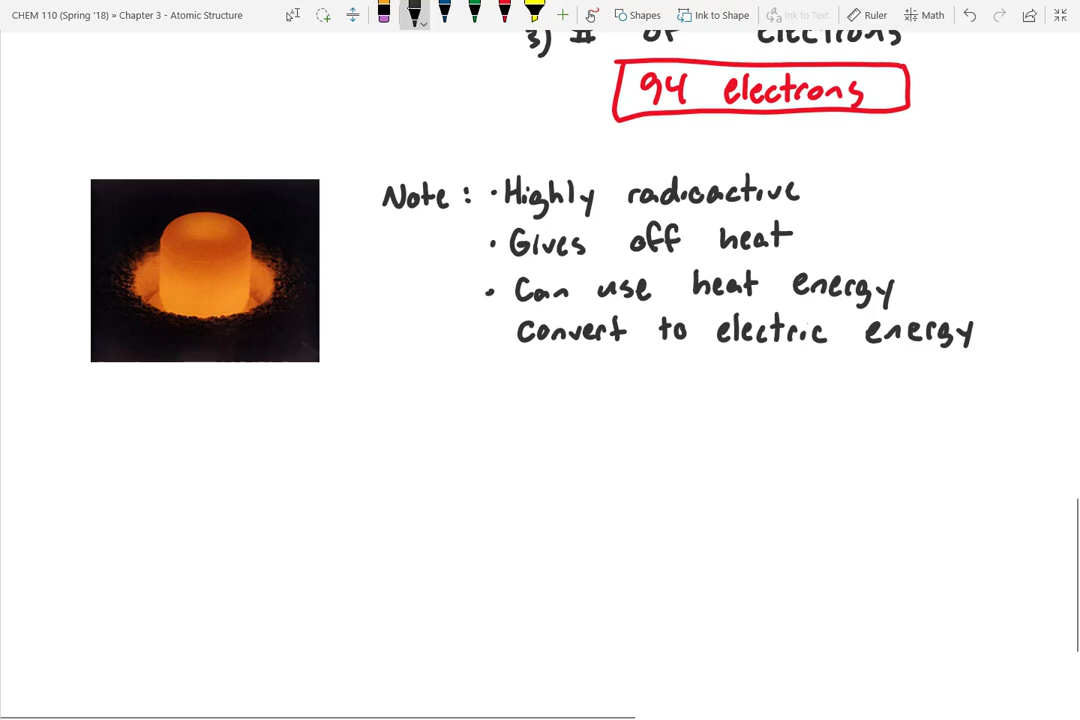 CHEM 110 (Spring '18) » Chapter 3 - Atomic Structure
Shapes
Ink to Shape
Ink to Text
Ruler
Math
3) # of electrons
94 electrons
Note: • Highly radioactive
• Gives off heat
• Can use heat energy
convert to electric energy